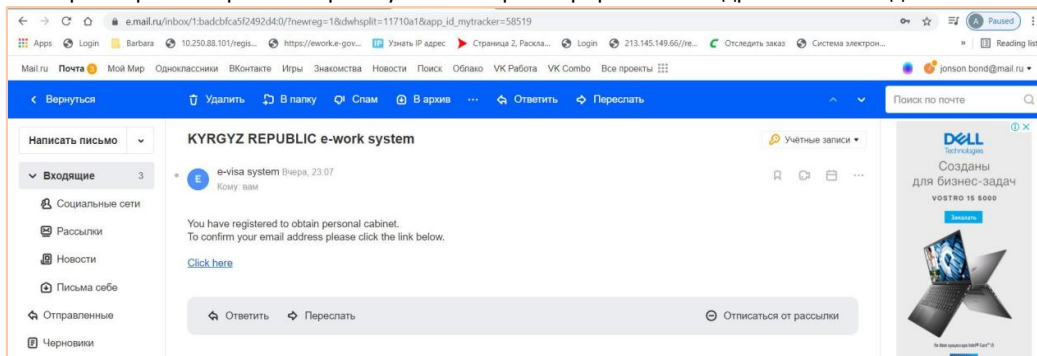 e.mail.ru/inbox/1:badcbfca5f2492d4:0/?newreg=1&dwhsplit=11710a1&app_id_mytracker=58519
Paused
Apps Login Barbara 10.250.88.101/regis... https://ework.e-gov... Узнать IP адрес Страница 2, Раскла... Login 213.145.149.66//re... Отследить заказ Система электрон... » Reading list
Mail.ru Почта 3 Мой Мир Одноклассники ВКонтакте Игры Знакомства Новости Поиск Облако VK Работа VK Combo Все проекты jonson.bond@mail.ru
Вернуться Удалить В папку Спам В архив ... Ответить Переслать Поиск по почте
Написать письмо KYRGYZ REPUBLIC e-work system Учётные записи
Входящие 3 E e-visa system Вчера, 23:07
Кому: вам
Социальные сети
Рассылки
Новости
Письма себе
Отправленные
Черновики
You have registered to obtain personal cabinet.
To confirm your email address please click the link below.
Click here
Ответить Переслать Отписаться от рассылки
DELL
Technologies
Созданы
для бизнес-задач
VOSTRO 15 5000
Заказать